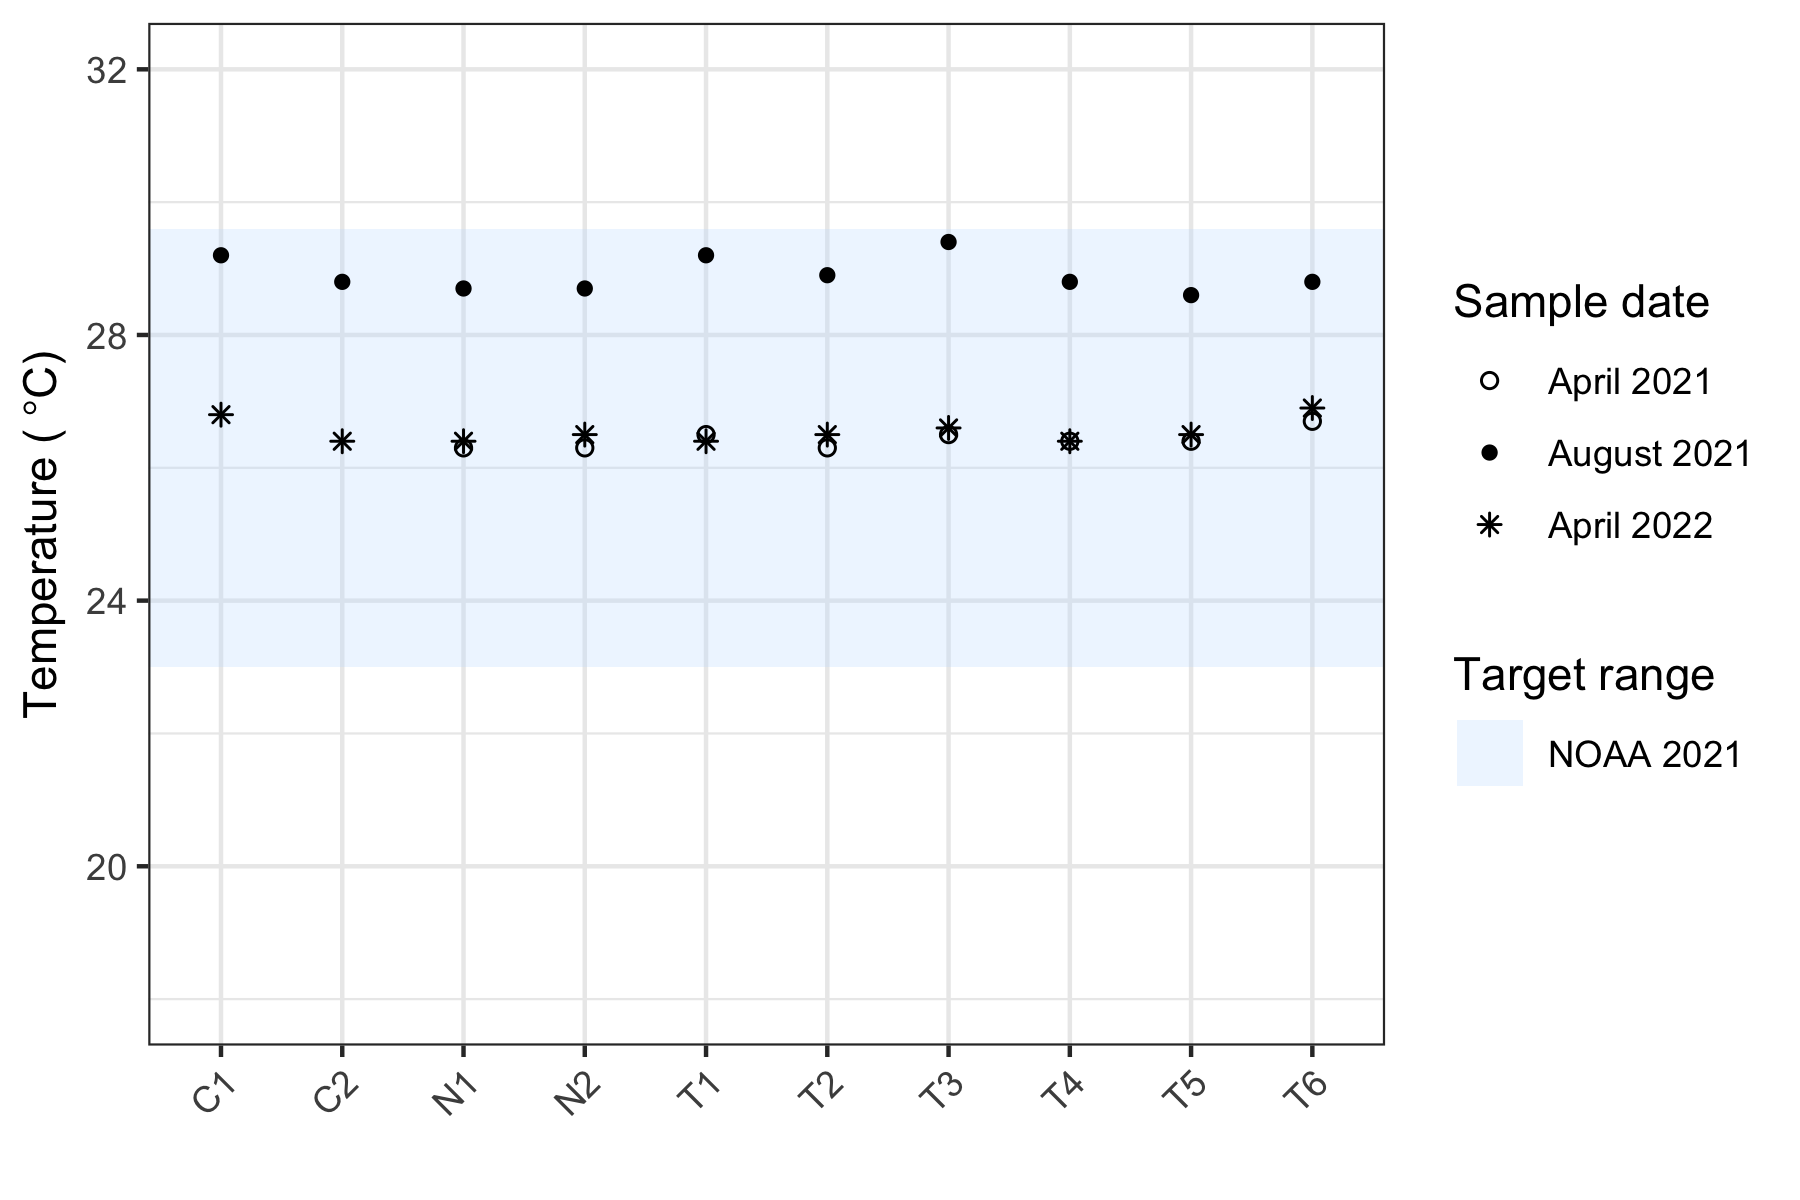 32
28
24
20
Temperature ( °C)
C1
C2
N1
N2
T1
T2
T3
T4
T5
T6
Sample date
April 2021
August 2021
April 2022
Target range
NOAA 2021